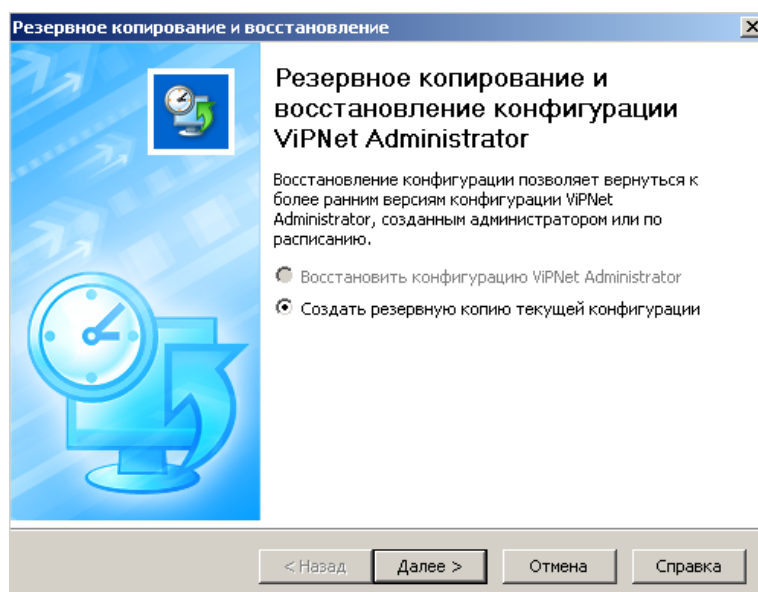 Резервное копирование и восстановление
Резервное копирование и
восстановление конфигурации
ViPNet Administrator
Восстановление конфигурации позволяет вернуться к
более ранним версиям конфигурации ViPNet
Administrator, созданным администратором или по
расписанию.
Восстановить конфигурацию ViPNet Administrator
Создать резервную копию текущей конфигурации
< Назад
Далее >
Отмена
Справка